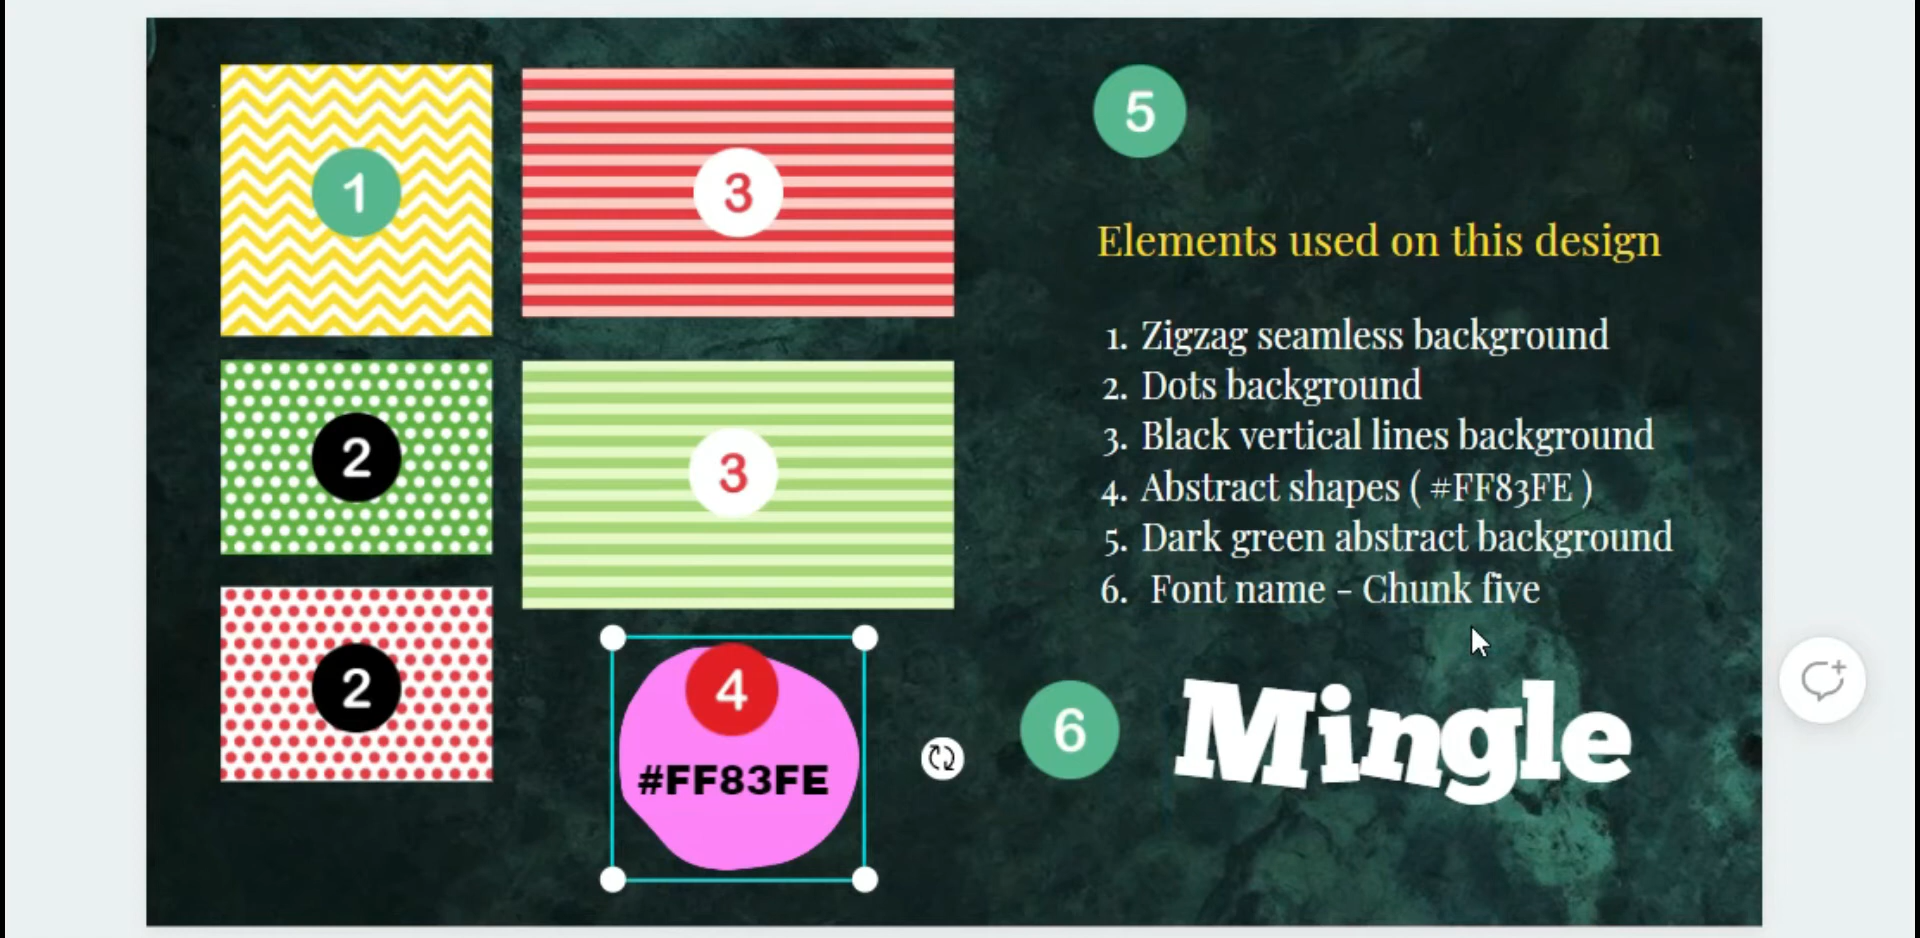 1
3
5
Elements used on this design
1. Zigzag seamless background
2. Dots background
3. Black vertical lines background
4. Abstract shapes ( #FF83FE )
5. Dark green abstract background
6. Font name - Chunk five
2
3
2
4
#FF83FE
6
Mingle